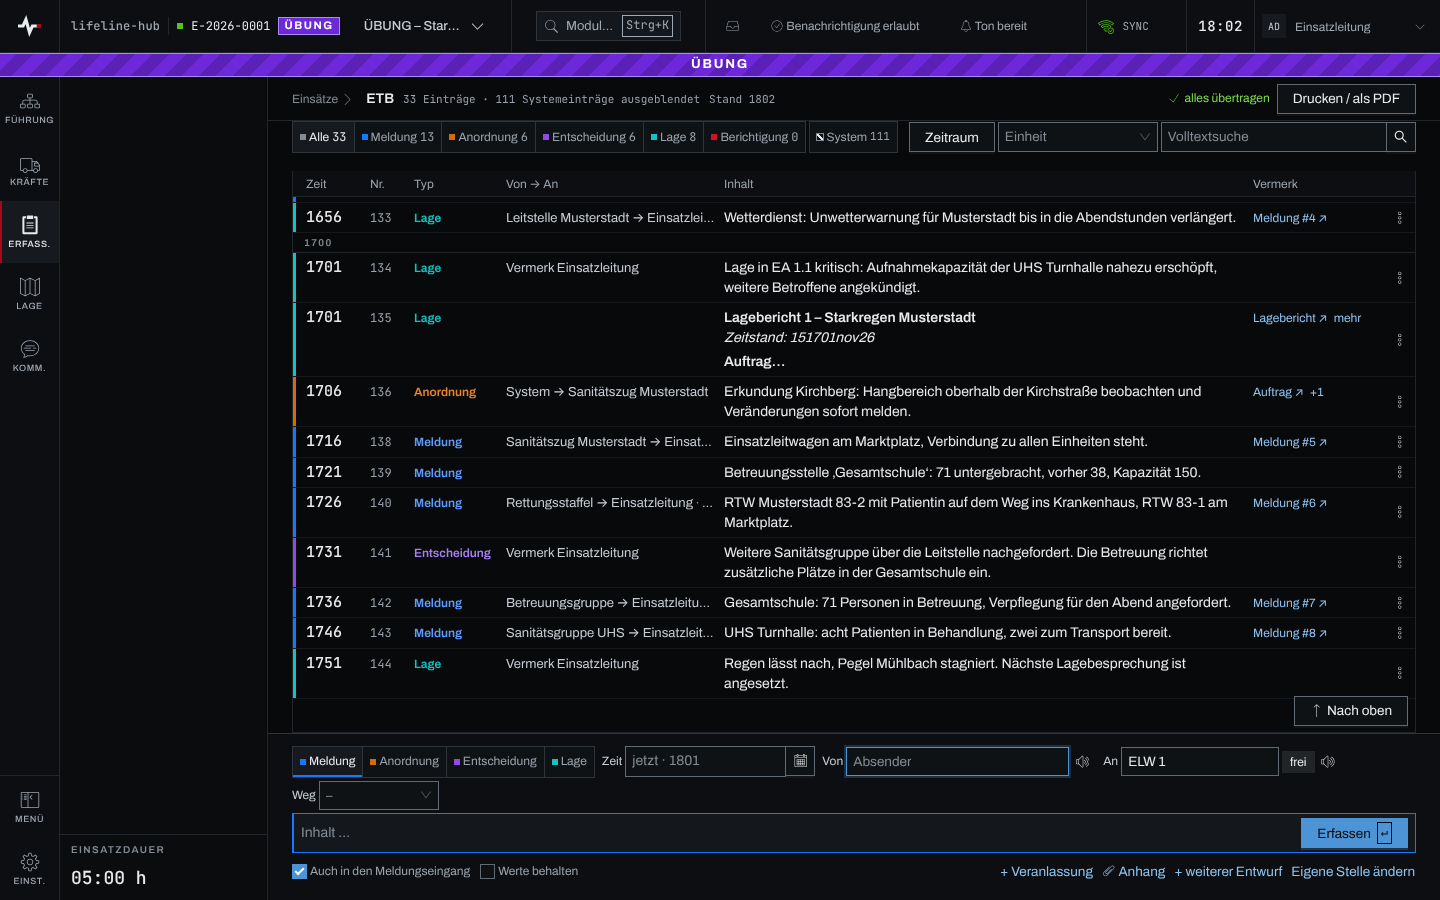 lifeline-hub E-2026-0001 ÜBUNG ÜBUNG – Star... Modul... Strg+K Benachrichtigung erlaubt Ton bereit SYNC 18:02 AD Einsatzleitung
ÜBUNG
FÜHRUNG
KRÄFTE
ERFASS.
LAGE
KOMM.
MENÜ
EINST.
EINSATZDAUER
05:00 h
Einsätze ETB 33 Einträge · 111 Systemeinträge ausgeblendet Stand 1802 alles übertragen Drucken / als PDF
Alle 33 Meldung 13 Anordnung 6 Entscheidung 6 Lage 8 Berichtigung 0 System 111 Zeitraum Einheit Volltextsuche
Zeit Nr. Typ Von → An Inhalt Vermerk
1656 133 Lage Leitstelle Musterstadt → Einsatzlei... Wetterdienst: Unwetterwarnung für Musterstadt bis in die Abendstunden verlängert. Meldung #4 ↗
1700
1701 134 Lage Vermerk Einsatzleitung Lage in EA 1.1 kritisch: Aufnahmekapazität der UHS Turnhalle nahezu erschöpft,
weitere Betroffene angekündigt.
1701 135 Lage Lagebericht 1 – Starkregen Musterstadt Lagebericht ↗ mehr
Zeitstand: 151701nov26
Auftrag...
1706 136 Anordnung System → Sanitätszug Musterstadt Erkundung Kirchberg: Hangbereich oberhalb der Kirchstraße beobachten und Auftrag ↗ +1
Veränderungen sofort melden.
1716 138 Meldung Sanitätszug Musterstadt → Einsat... Einsatzleitwagen am Marktplatz, Verbindung zu allen Einheiten steht. Meldung #5 ↗
1721 139 Meldung Betreuungsstelle ‚Gesamtschule‘: 71 untergebracht, vorher 38, Kapazität 150.
1726 140 Meldung Rettungsstaffel → Einsatzleitung · ... RTW Musterstadt 83-2 mit Patientin auf dem Weg ins Krankenhaus, RTW 83-1 am Meldung #6 ↗
Marktplatz.
1731 141 Entscheidung Vermerk Einsatzleitung Weitere Sanitätsgruppe über die Leitstelle nachgefordert. Die Betreuung richtet
zusätzliche Plätze in der Gesamtschule ein.
1736 142 Meldung Betreuungsgruppe → Einsatzleitu... Gesamtschule: 71 Personen in Betreuung, Verpflegung für den Abend angefordert. Meldung #7 ↗
1746 143 Meldung Sanitätsgruppe UHS → Einsatzleit... UHS Turnhalle: acht Patienten in Behandlung, zwei zum Transport bereit. Meldung #8 ↗
1751 144 Lage Vermerk Einsatzleitung Regen lässt nach, Pegel Mühlbach stagniert. Nächste Lagebesprechung ist
angesetzt.
↑ Nach oben
Meldung Anordnung Entscheidung Lage Zeit jetzt · 1801 Von Absender An ELW 1 frei
Weg –
Inhalt ... Erfassen ↵
Auch in den Meldungseingang Werte behalten + Veranlassung Anhang + weiterer Entwurf Eigene Stelle ändern